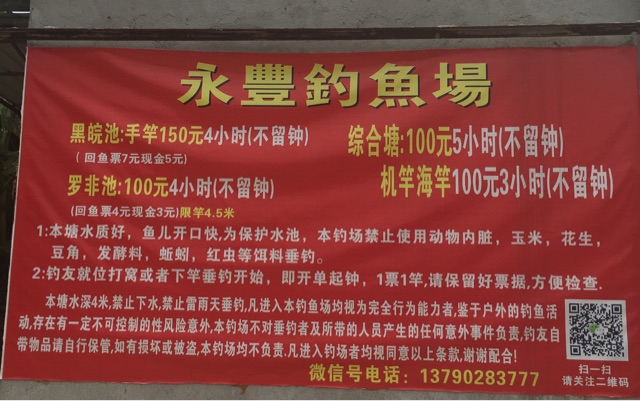 永豐釣魚場
黑皖池:手竿150元4小时(不留钟)
(回鱼票7元现金5元)
综合塘:100元5小时(不留钟)
罗非池:100元4小时(不留钟)
机竿海竿100元3小时(不留钟)
(回鱼票4元现金3元)限竿4.5米
1:本塘水质好，鱼儿开口快,为保护水池，本钓场禁止使用动物内脏，玉米，花生，
豆角，发酵料，蚯蚓，红虫等饵料垂钓。
2:钓友就位打窝或者下竿垂钓开始，即开单起钟，1票1竿,请保留好票据,方便检查.
本塘水深4米,禁止下水,禁止雷雨天垂钓,凡进入本钓鱼场均视为完全行为能力者,鉴于户外的钓鱼活
动,存在有一定不可控制的性风险意外,本钓场不对垂钓者及所带的人员产生的任何意外事件负责,钓友自
带物品请自行保管,如有损坏或被盗,本钓场均不负责.凡进入钓场者均视同意以上条款,谢谢配合!
微信号电话：13790283777
扫一扫
请关注二维码